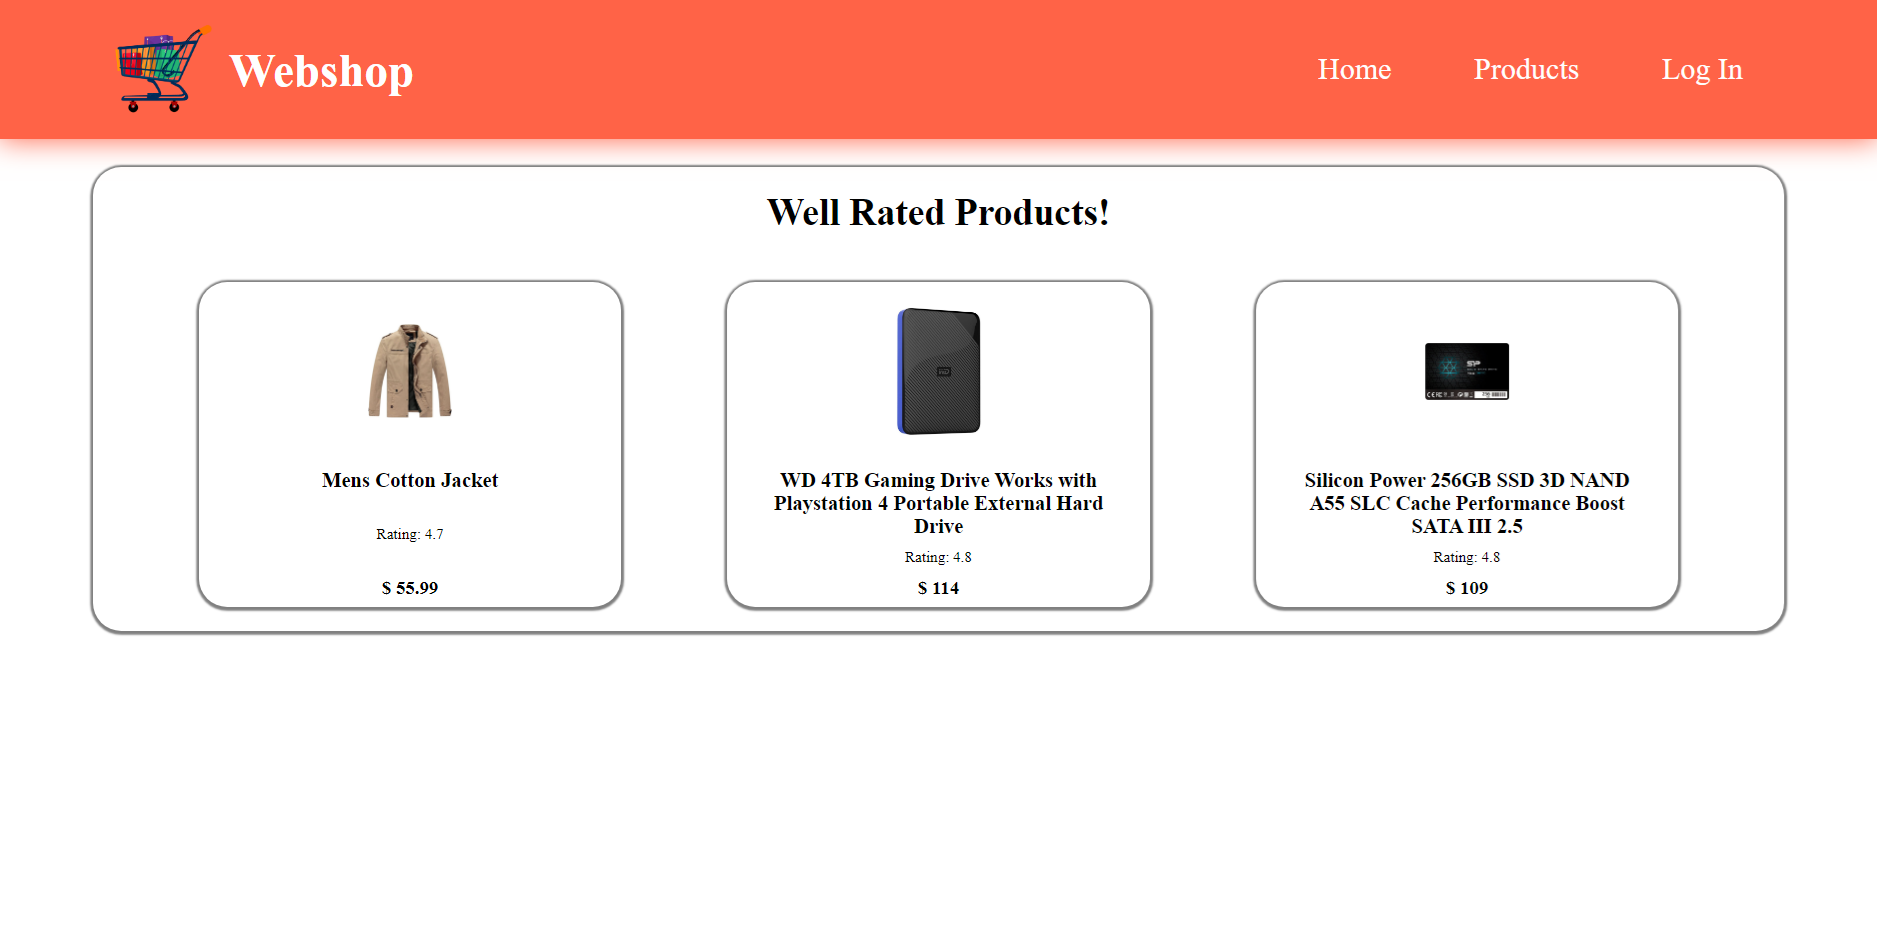 Webshop
Home
Products
Log In
Well Rated Products!
Mens Cotton Jacket
Rating: 4.7
$ 55.99
WD 4TB Gaming Drive Works with
Playstation 4 Portable External Hard
Drive
Rating: 4.8
$ 114
Silicon Power 256GB SSD 3D NAND
A55 SLC Cache Performance Boost
SATA III 2.5
Rating: 4.8
$ 109